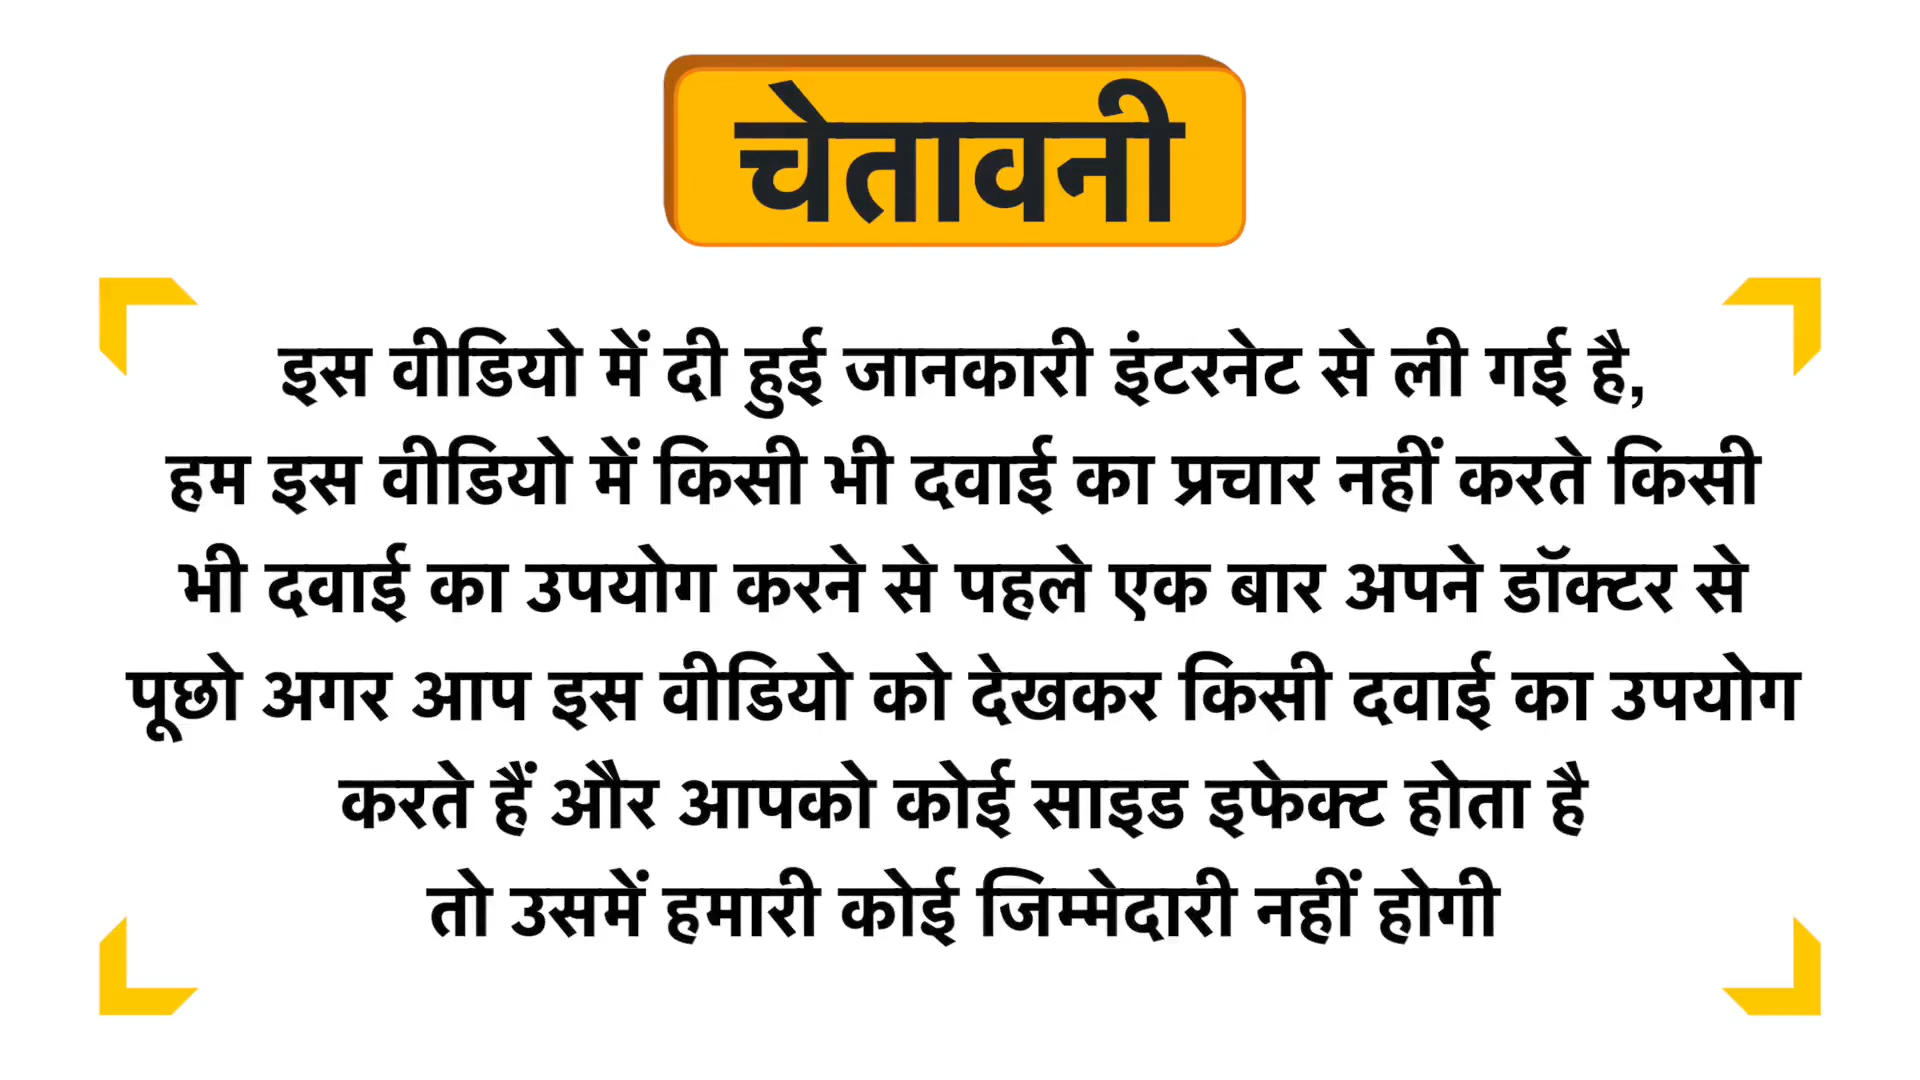 चेतावनी
इस वीडियो में दी हुई जानकारी इंटरनेट से ली गई है,
हम इस वीडियो में किसी भी दवाई का प्रचार नहीं करते किसी
भी दवाई का उपयोग करने से पहले एक बार अपने डॉक्टर से
पूछो अगर आप इस वीडियो को देखकर किसी दवाई का उपयोग
करते हैं और आपको कोई साइड इफेक्ट होता है
तो उसमें हमारी कोई जिम्मेदारी नहीं होगी